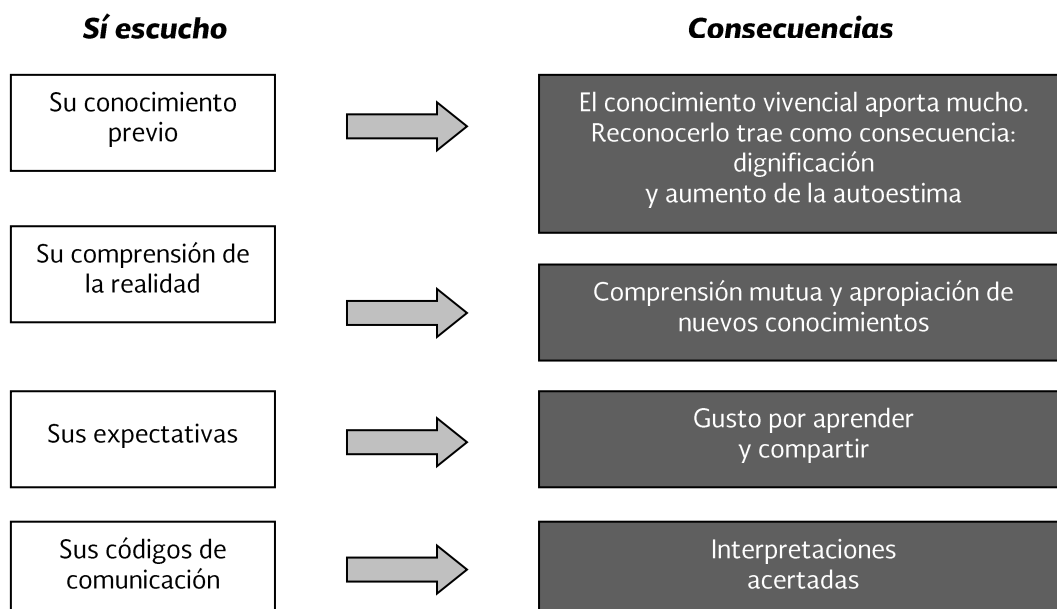 Sí escucho
Consecuencias
Su conocimiento
previo
El conocimiento vivencial aporta mucho.
Reconocerlo trae como consecuencia:
dignificación
y aumento de la autoestima
Su comprensión de
la realidad
Comprensión mutua y apropiación de
nuevos conocimientos
Sus expectativas
Gusto por aprender
y compartir
Sus códigos de
comunicación
Interpretaciones
acertadas